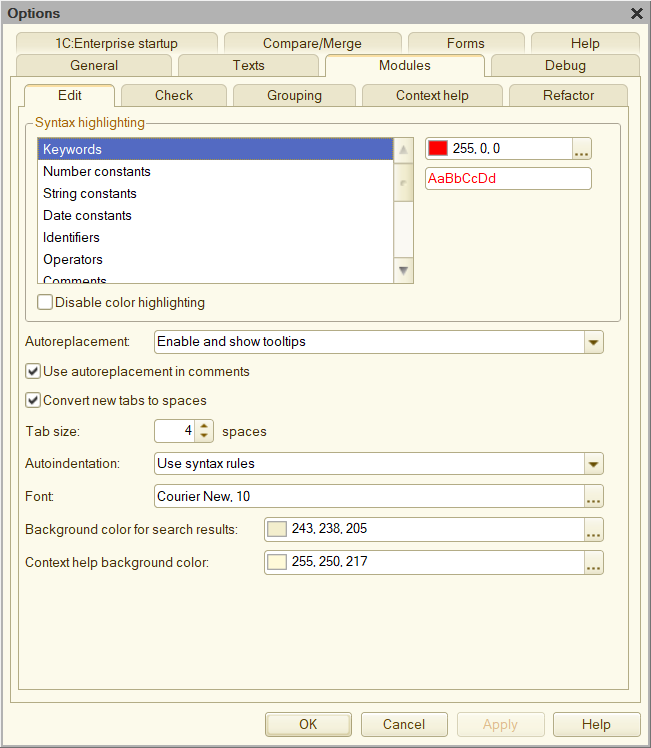 Options
1C:Enterprise startup Compare/Merge Forms Help
General Texts Modules Debug
Edit Check Grouping Context help Refactor
Syntax highlighting
Keywords 255, 0, 0 ...
Number constants AaBbCcDd
String constants
Date constants
Identifiers
Operators
Comments
Disable color highlighting
Autoreplacement: Enable and show tooltips
Use autoreplacement in comments
Convert new tabs to spaces
Tab size: 4 spaces
Autoindentation: Use syntax rules
Font: Courier New, 10 ...
Background color for search results: 243, 238, 205 ...
Context help background color: 255, 250, 217 ...
OK Cancel Apply Help